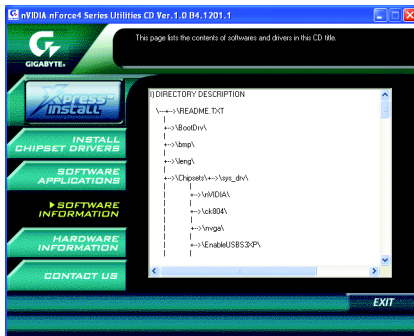 nVIDIA nForce4 Series Utilities CD Ver.1.0 B4.1201.1
GIGABYTE
This page lists the contents of softwares and drivers in this CD title.
Xpress
INSTALL
INSTALL
CHIPSET DRIVERS
SOFTWARE
APPLICATIONS
SOFTWARE
INFORMATION
HARDWARE
INFORMATION
CONTACT US
I) DIRECTORY DESCRIPTION
\---+-->\README.TXT
|
+-->\BootDrv\
|
+-->\bmp\
|
+-->\leng\
|
+-->\Chipsets\+-->\sys_drv\
| |
| +-->\nVIDIA\
| |
| +-->\ck804\
| |
| +-->\nvga\
| |
| +-->\EnableUSBS3XP\
| |
EXIT